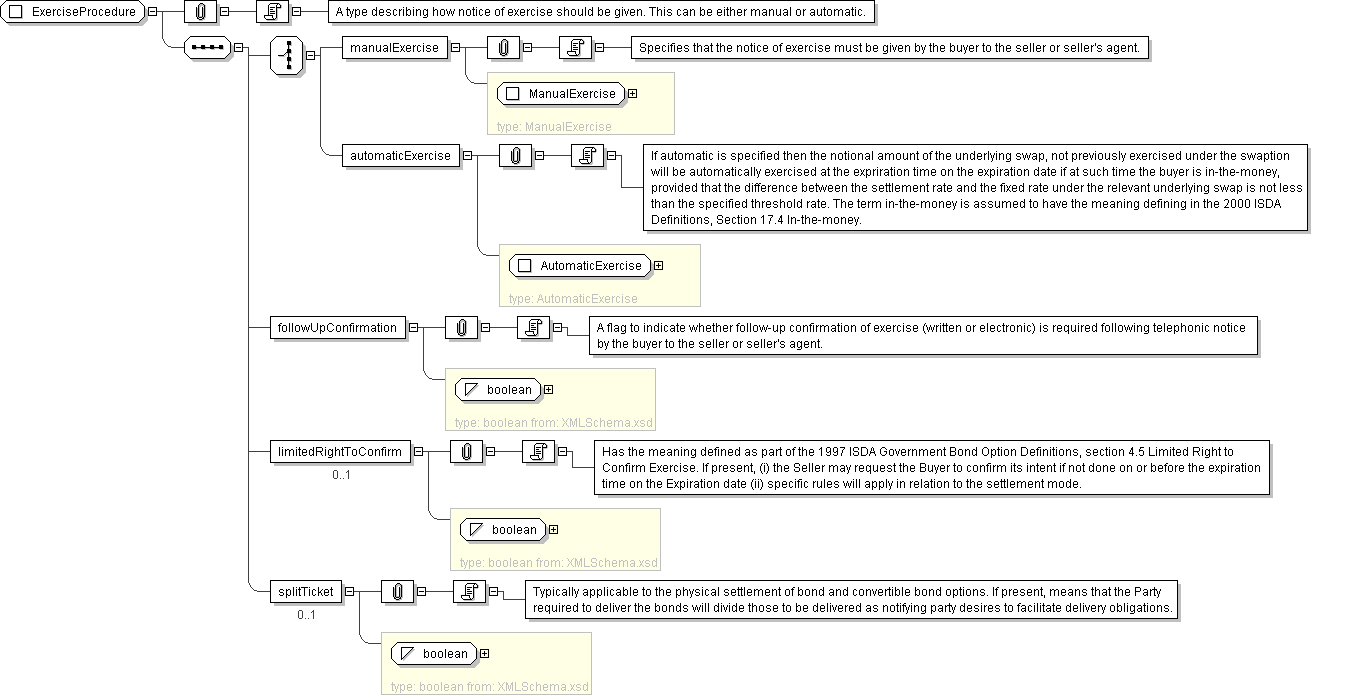 ExerciseProcedure
A type describing how notice of exercise should be given. This can be either manual or automatic.
manualExercise
Specifies that the notice of exercise must be given by the buyer to the seller or seller's agent.
ManualExercise
type: ManualExercise
automaticExercise
If automatic is specified then the notional amount of the underlying swap, not previously exercised under the swaption
will be automatically exercised at the expriration time on the expiration date if at such time the buyer is in-the-money,
provided that the difference between the settlement rate and the fixed rate under the relevant underlying swap is not less
than the specified threshold rate. The term in-the-money is assumed to have the meaning defining in the 2000 ISDA
Definitions, Section 17.4 In-the-money.
AutomaticExercise
type: AutomaticExercise
followUpConfirmation
A flag to indicate whether follow-up confirmation of exercise (written or electronic) is required following telephonic notice
by the buyer to the seller or seller's agent.
boolean
type: boolean from: XMLSchema.xsd
limitedRightToConfirm
0..1
Has the meaning defined as part of the 1997 ISDA Government Bond Option Definitions, section 4.5 Limited Right to
Confirm Exercise. If present, (i) the Seller may request the Buyer to confirm its intent if not done on or before the expiration
time on the Expiration date (ii) specific rules will apply in relation to the settlement mode.
boolean
type: boolean from: XMLSchema.xsd
splitTicket
0..1
Typically applicable to the physical settlement of bond and convertible bond options. If present, means that the Party
required to deliver the bonds will divide those to be delivered as notifying party desires to facilitate delivery obligations.
boolean
type: boolean from: XMLSchema.xsd